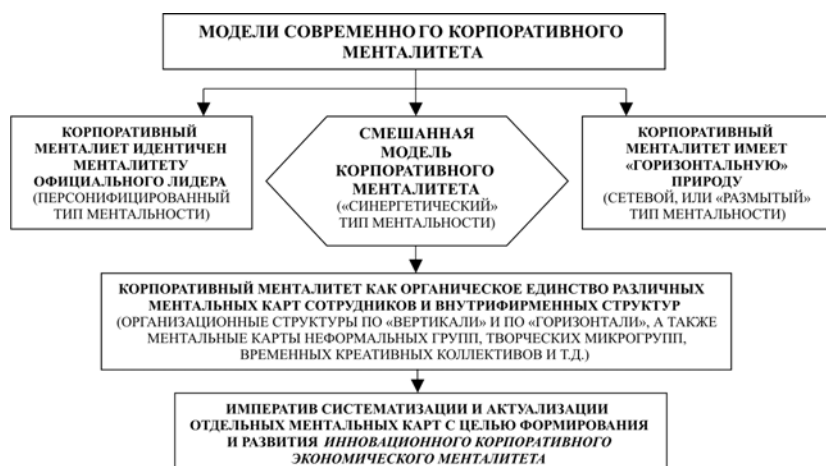 МОДЕЛИ СОВРЕМЕННОГО КОРПОРАТИВНОГО
МЕНТАЛИТЕТА
КОРПОРАТИВНЫЙ
МЕНТАЛИЕТ ИДЕНТИЧЕН
МЕНТАЛИТЕТУ
ОФИЦИАЛЬНОГО ЛИДЕРА
(ПЕРСОНИФИЦИРОВАННЫЙ
ТИП МЕНТАЛЬНОСТИ)
СМЕШАННАЯ
МОДЕЛЬ
КОРПОРАТИВНОГО
МЕНТАЛИТЕТА
(«СИНЕРГЕТИЧЕСКИЙ»
ТИП МЕНТАЛЬНОСТИ)
КОРПОРАТИВНЫЙ
МЕНТАЛИТЕТ ИМЕЕТ
«ГОРИЗОНТАЛЬНУЮ»
ПРИРОДУ
(СЕТЕВОЙ, ИЛИ «РАЗМЫТЫЙ»
ТИП МЕНТАЛЬНОСТИ)
КОРПОРАТИВНЫЙ МЕНТАЛИТЕТ КАК ОРГАНИЧЕСКОЕ ЕДИНСТВО РАЗЛИЧНЫХ
МЕНТАЛЬНЫХ КАРТ СОТРУДНИКОВ И ВНУТРИФИРМЕННЫХ СТРУКТУР
(ОРГАНИЗАЦИОННЫЕ СТРУКТУРЫ ПО «ВЕРТИКАЛИ» И ПО «ГОРИЗОНТАЛИ», А ТАКЖЕ
МЕНТАЛЬНЫЕ КАРТЫ НЕФОРМАЛЬНЫХ ГРУПП, ТВОРЧЕСКИХ МИКРОГРУПП,
ВРЕМЕННЫХ КРЕАТИВНЫХ КОЛЛЕКТИВОВ И Т.Д.)
ИМПЕРАТИВ СИСТЕМАТИЗАЦИИ И АКТУАЛИЗАЦИИ
ОТДЕЛЬНЫХ МЕНТАЛЬНЫХ КАРТ С ЦЕЛЬЮ ФОРМИРОВАНИЯ
И РАЗВИТИЯ ИННОВАЦИОННОГО КОРПОРАТИВНОГО
ЭКОНОМИЧЕСКОГО МЕНТАЛИТЕТА